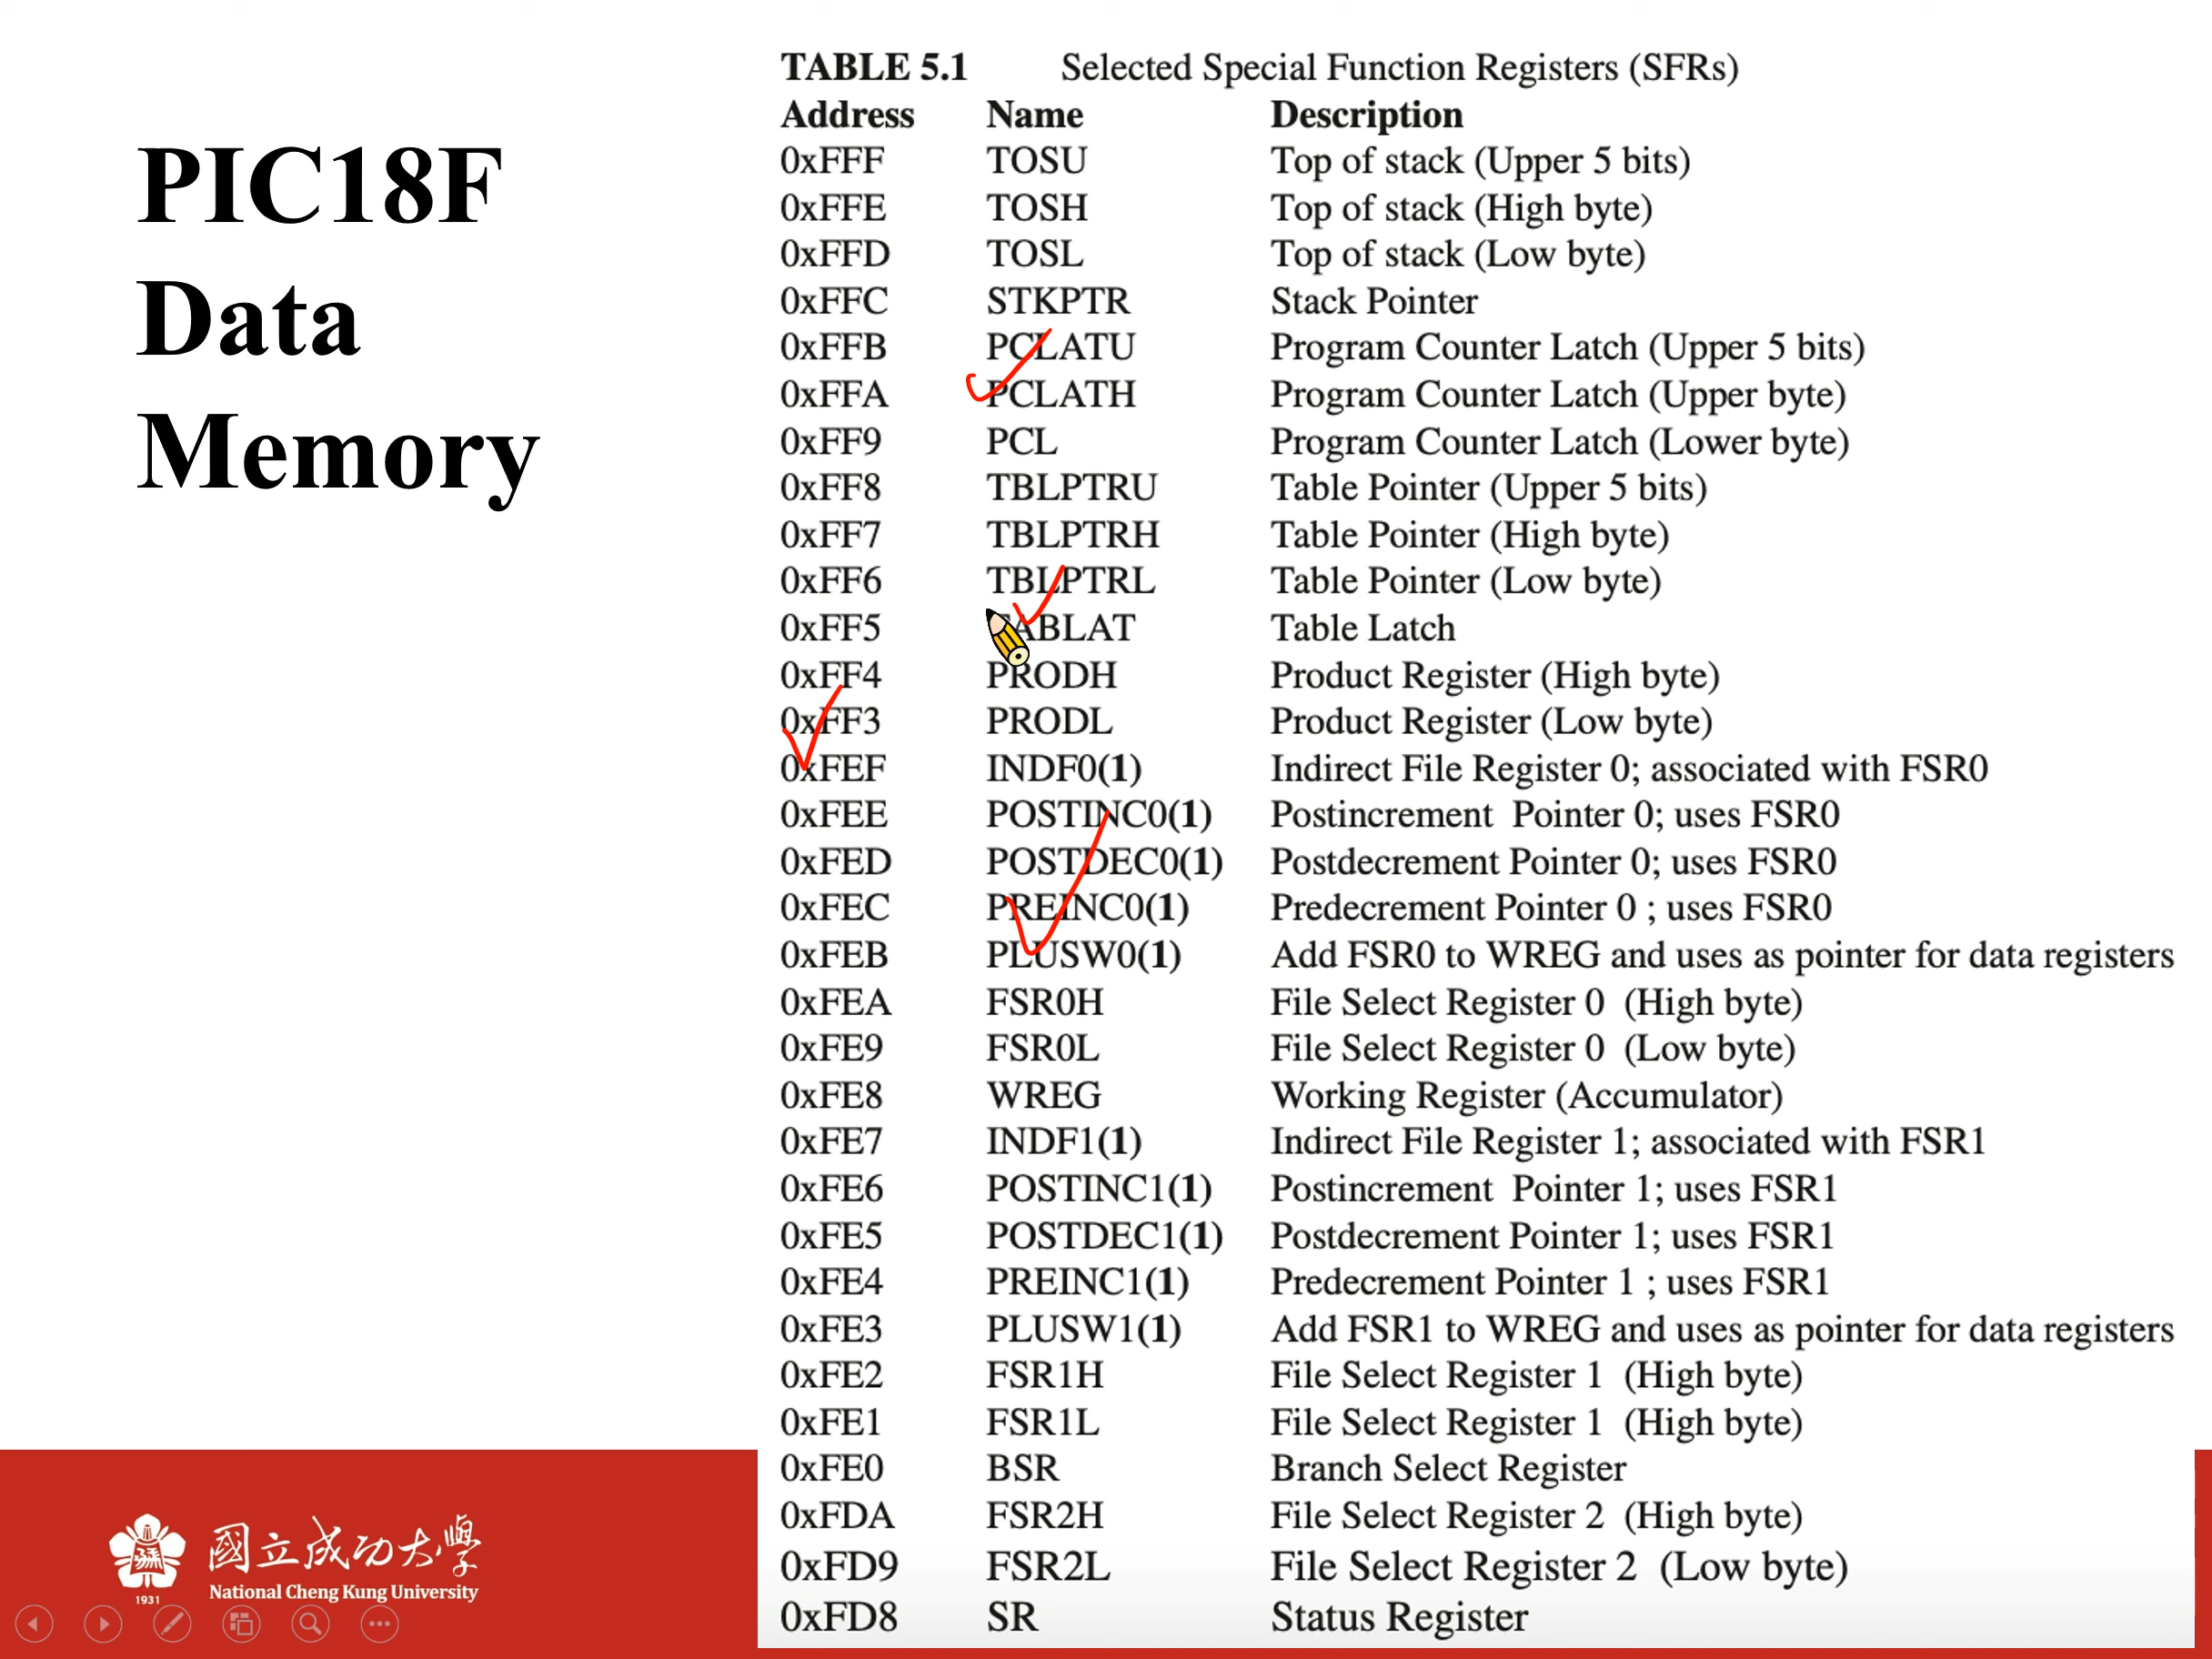 PIC18F
Data
Memory
TABLE 5.1 Selected Special Function Registers (SFRs)
Address Name Description
0xFFF TOSU Top of stack (Upper 5 bits)
0xFFE TOSH Top of stack (High byte)
0xFFD TOSL Top of stack (Low byte)
0xFFC STKPTR Stack Pointer
0xFFB PCLATU Program Counter Latch (Upper 5 bits)
0xFFA PCLATH Program Counter Latch (Upper byte)
0xFF9 PCL Program Counter Latch (Lower byte)
0xFF8 TBLPTRU Table Pointer (Upper 5 bits)
0xFF7 TBLPTRH Table Pointer (High byte)
0xFF6 TBLPTRL Table Pointer (Low byte)
0xFF5 TABLAT Table Latch
0xFF4 PRODH Product Register (High byte)
0xFF3 PRODL Product Register (Low byte)
0xFEF INDF0(1) Indirect File Register 0; associated with FSR0
0xFEE POSTINC0(1) Postincrement Pointer 0; uses FSR0
0xFED POSTDEC0(1) Postdecrement Pointer 0; uses FSR0
0xFEC PREINC0(1) Predecrement Pointer 0 ; uses FSR0
0xFEB PLUSW0(1) Add FSR0 to WREG and uses as pointer for data registers
0xFEA FSR0H File Select Register 0 (High byte)
0xFE9 FSR0L File Select Register 0 (Low byte)
0xFE8 WREG Working Register (Accumulator)
0xFE7 INDF1(1) Indirect File Register 1; associated with FSR1
0xFE6 POSTINC1(1) Postincrement Pointer 1; uses FSR1
0xFE5 POSTDEC1(1) Postdecrement Pointer 1; uses FSR1
0xFE4 PREINC1(1) Predecrement Pointer 1 ; uses FSR1
0xFE3 PLUSW1(1) Add FSR1 to WREG and uses as pointer for data registers
0xFE2 FSR1H File Select Register 1 (High byte)
0xFE1 FSR1L File Select Register 1 (High byte)
0xFE0 BSR Branch Select Register
0xFDA FSR2H File Select Register 2 (High byte)
0xFD9 FSR2L File Select Register 2 (Low byte)
0xFD8 SR Status Register
國立成功大學
National Cheng Kung University
1931